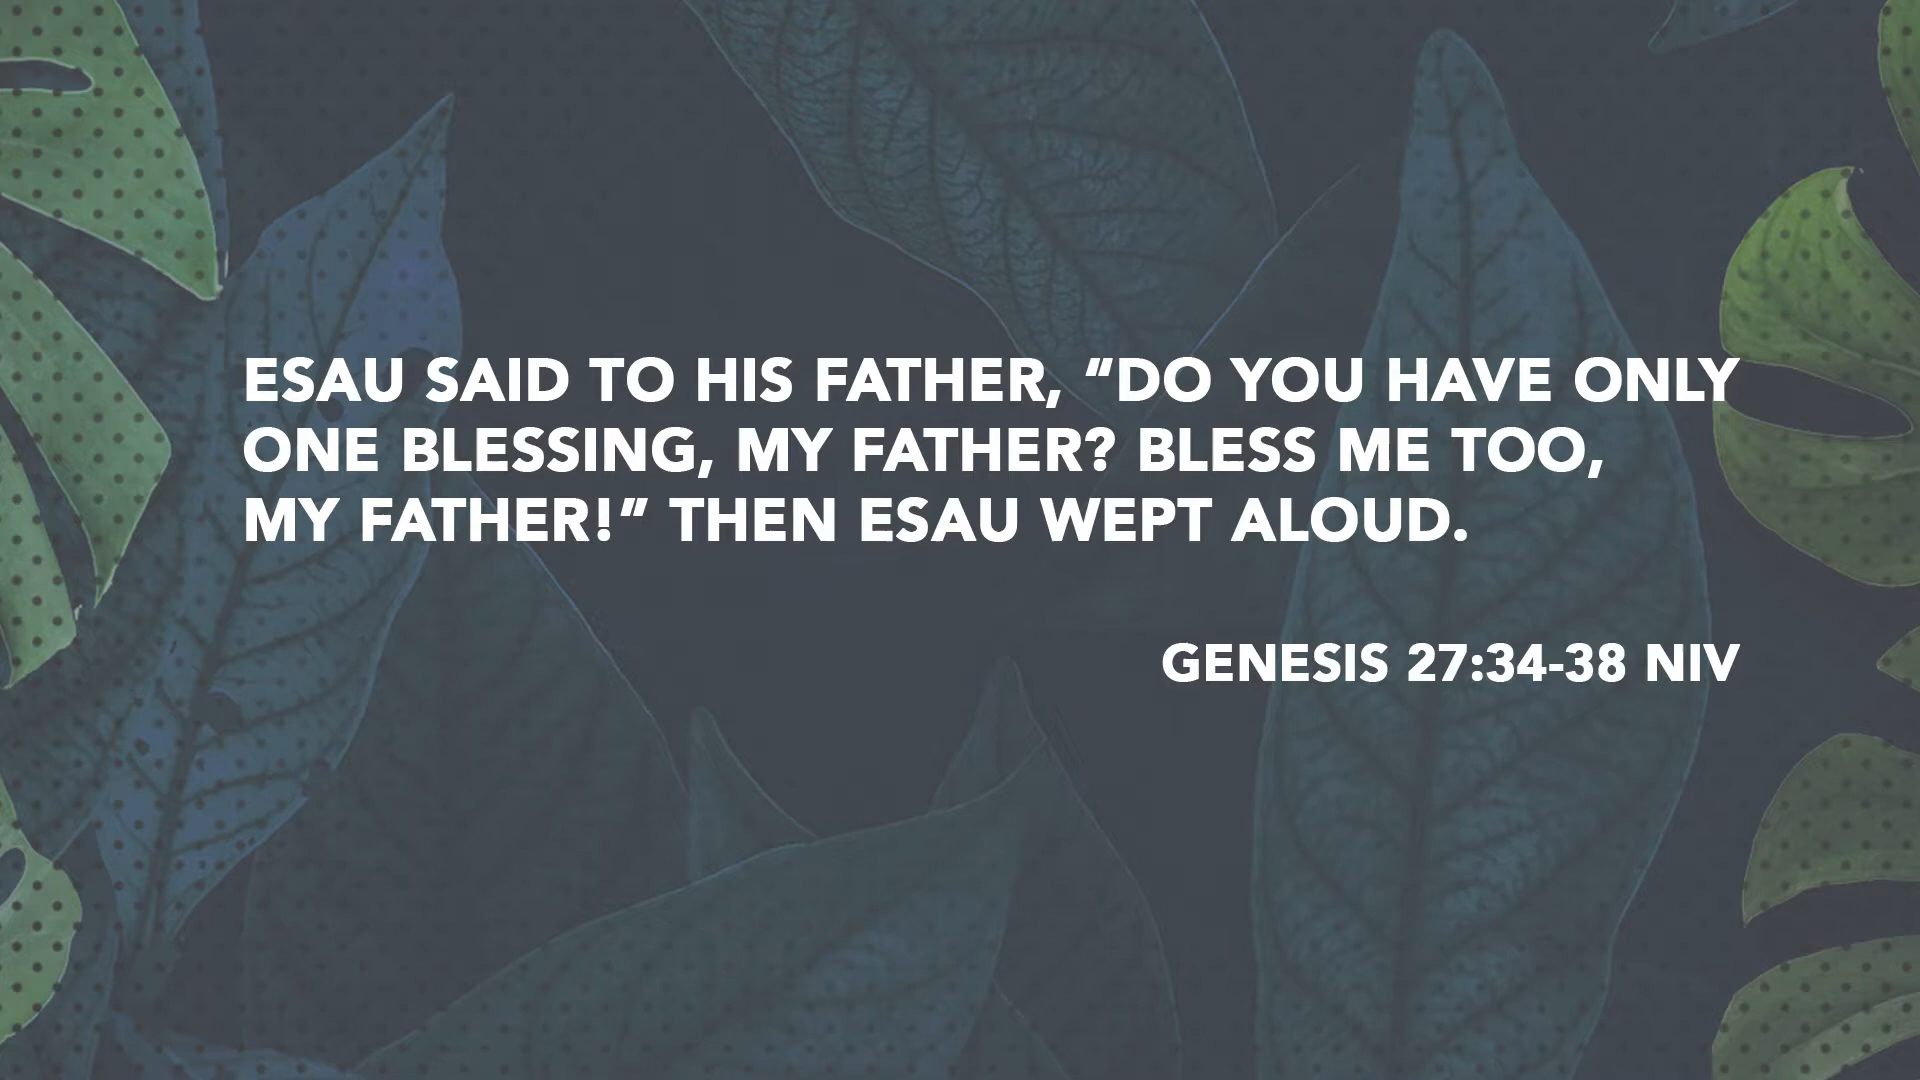 ESAU SAID TO HIS FATHER, “DO YOU HAVE ONLY
ONE BLESSING, MY FATHER? BLESS ME TOO,
MY FATHER!” THEN ESAU WEPT ALOUD.
GENESIS 27:34-38 NIV